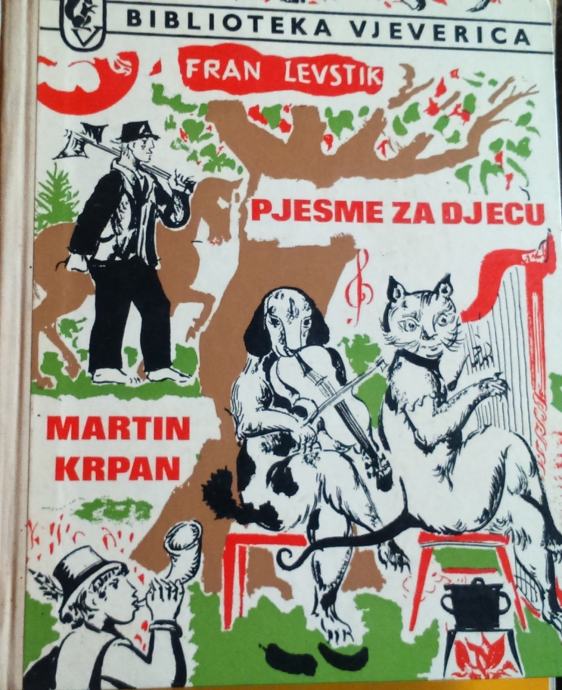 BIBLIOTEKA VJEVERICA
FRAN LEVSTIK
PJESME ZA DJECU
MARTIN
KRPAN